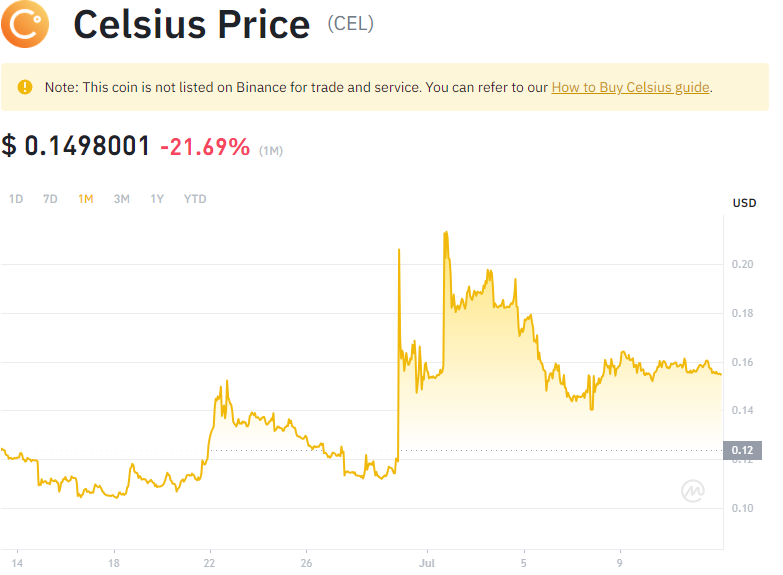 Celsius Price (CEL)
Note: This coin is not listed on Binance for trade and service. You can refer to our How to Buy Celsius guide.
$ 0.1498001 -21.69% (1M)
1D 7D 1M 3M 1Y YTD
USD
0.20
0.18
0.16
0.14
0.12
0.12
0.10
14 18 22 26 Jul 5 9